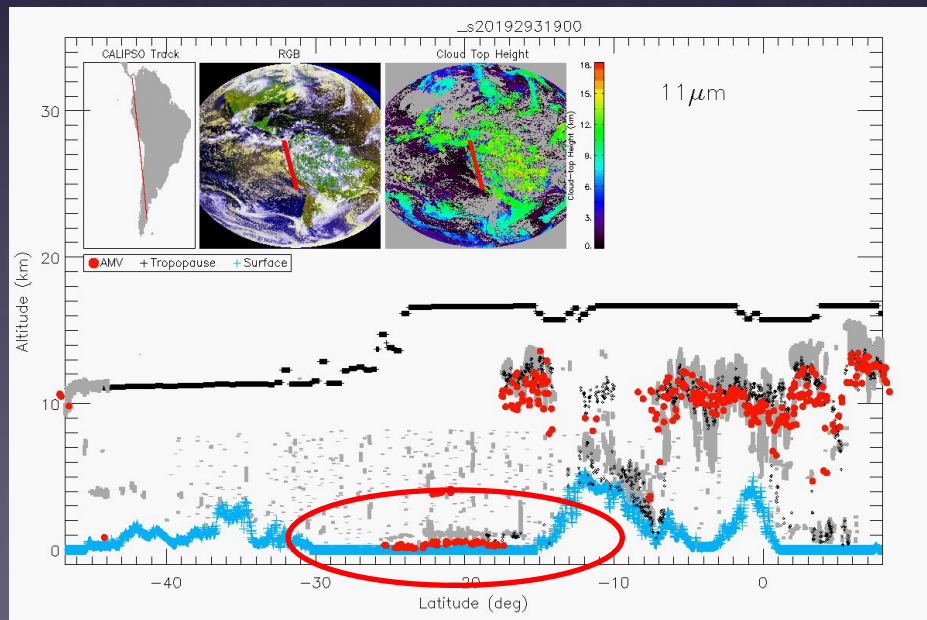 _s20192931900
CALIPSO Track
RGB
Cloud Top Height
11μm
18.
15.
12.
9.
6.
3.
0.
Cloud-top Height (km)
AMV + Tropopause + Surface
30
20
10
0
Altitude (km)
-30
-20
-10
0
Latitude (deg)